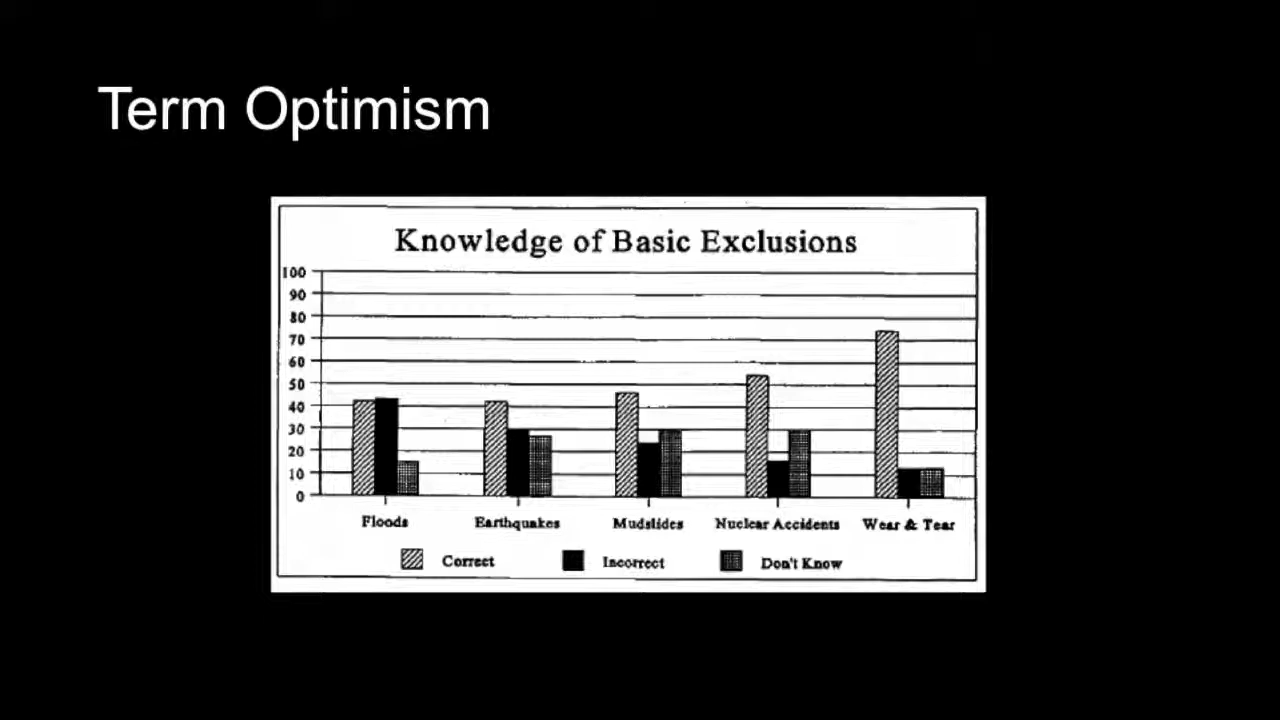 Term Optimism
Knowledge of Basic Exclusions
100
90
80
70
60
50
40
30
20
10
0
Floods Earthquakes Mudslides Nuclear Accidents Wear & Tear
Correct Incorrect Don't Know